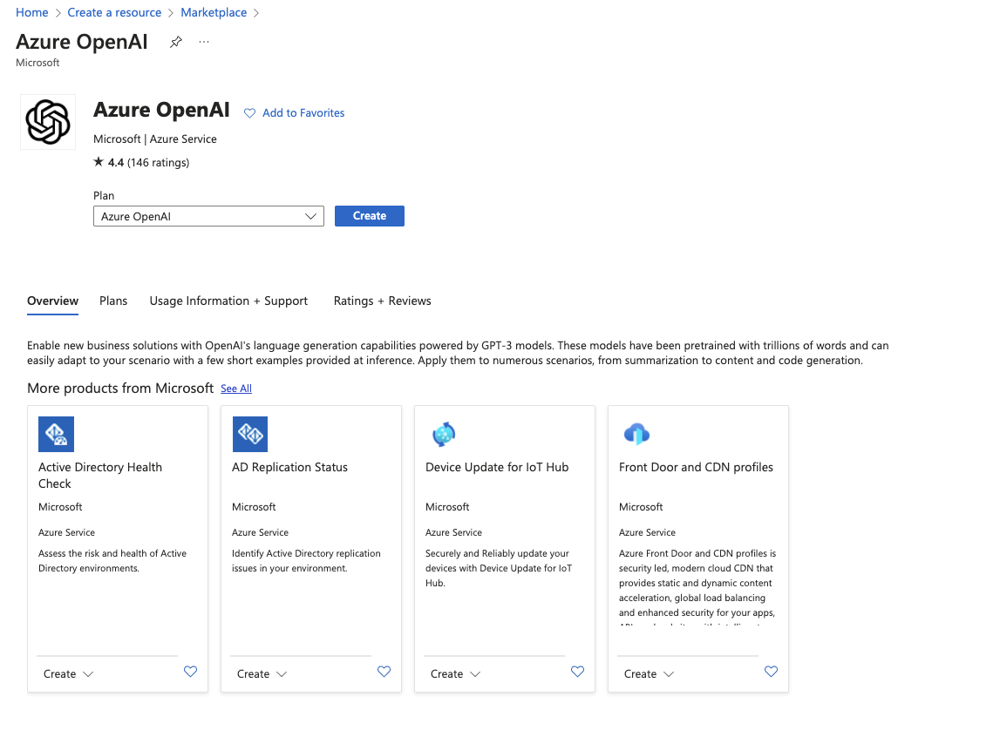 Home > Create a resource > Marketplace >
Azure OpenAI ...
Microsoft
Azure OpenAI Add to Favorites
Microsoft | Azure Service
★ 4.4 (146 ratings)
Plan
Azure OpenAI Create
Overview Plans Usage Information + Support Ratings + Reviews
Enable new business solutions with OpenAI's language generation capabilities powered by GPT-3 models. These models have been pretrained with trillions of words and can
easily adapt to your scenario with a few short examples provided at inference. Apply them to numerous scenarios, from summarization to content and code generation.
More products from Microsoft See All
Active Directory Health
Check
Microsoft
Azure Service
Assess the risk and health of Active
Directory environments.
Create
AD Replication Status
Microsoft
Azure Service
Identify Active Directory replication
issues in your environment.
Create
Device Update for IoT Hub
Microsoft
Azure Service
Securely and Reliably update your
devices with Device Update for IoT
Hub.
Create
Front Door and CDN profiles
Microsoft
Azure Service
Azure Front Door and CDN profiles is
security led, modern cloud CDN that
provides static and dynamic content
acceleration, global load balancing
and enhanced security for your apps,
Create